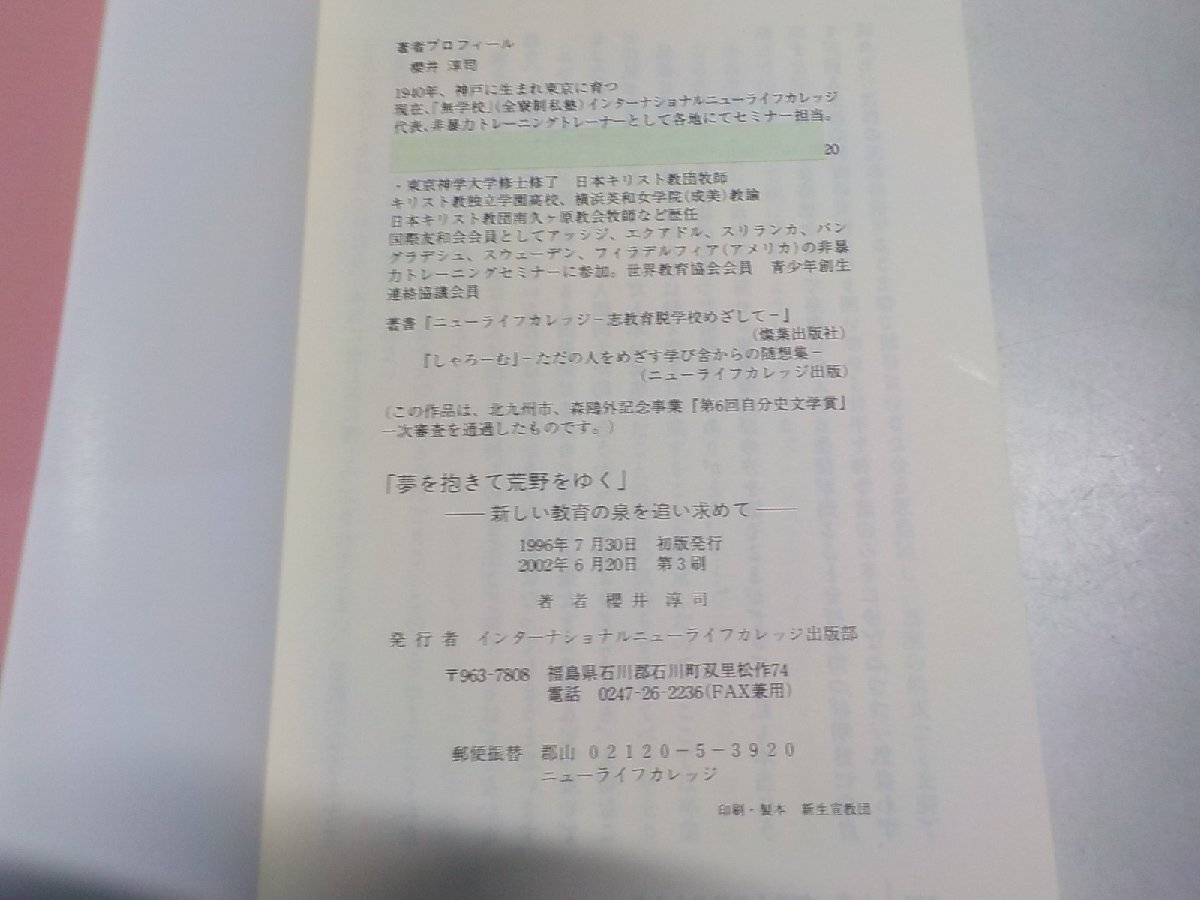 著者プロフィール
櫻井 淳司
1940年、神戸に生まれ東京に育つ
現在、「無学校」(全寮制私塾)インターナショナルニューライフカレッジ
代表、非暴力トレーニングトレーナーとして各地にてセミナー担当。
20
・東京神学大学修士修了 日本キリスト教団牧師
キリスト教独立学園高校、横浜英和女学院(成美)教諭
日本キリスト教団南久ヶ原教会牧師など歴任
国際友和会会員としてアッシジ、エクアドル、スリランカ、バン
グラデシュ、スウェーデン、フィラデルフィア(アメリカ)の非暴
力トレーニングセミナーに参加。世界教育協会会員 青少年創生
連絡協議会員
著書『ニューライフカレッジ－志教育脱学校めざして－』
(燦葉出版社)
『しゃろーむ』－ただの人をめざす学び舎からの随想集－
(ニューライフカレッジ出版)
(この作品は、北九州市、森鴎外記念事業『第6回自分史文学賞』
一次審査を通過したものです。)
「夢を抱きて荒野をゆく」
――新しい教育の泉を追い求めて――
1996年7月30日 初版発行
2002年6月20日 第3刷
著者 櫻井淳司
発行者 インターナショナルニューライフカレッジ出版部
〒963-7808 福島県石川郡石川町双里松作74
電話 0247-26-2236(FAX兼用)
郵便振替 郡山 02120－5－3920
ニューライフカレッジ
印刷・製本 新生宣教団